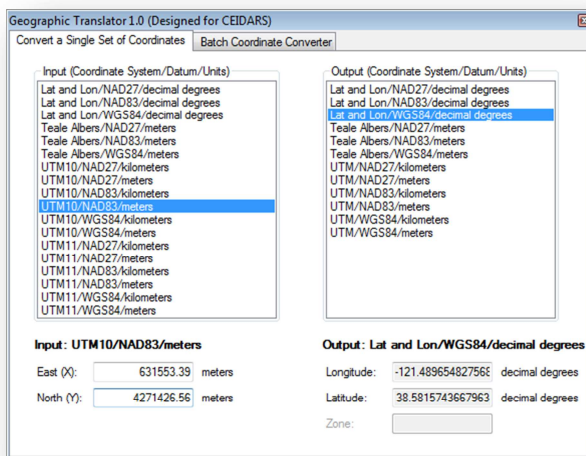 Geographic Translator 1.0 (Designed for CEIDARS)
Convert a Single Set of Coordinates
Batch Coordinate Converter
Input (Coordinate System/Datum/Units)
Lat and Lon/NAD27/decimal degrees
Lat and Lon/NAD83/decimal degrees
Lat and Lon/WGS84/decimal degrees
Teale Albers/NAD27/meters
Teale Albers/NAD83/meters
Teale Albers/WGS84/meters
UTM10/NAD27/kilometers
UTM10/NAD27/meters
UTM10/NAD83/kilometers
UTM10/NAD83/meters
UTM10/WGS84/kilometers
UTM10/WGS84/meters
UTM11/NAD27/kilometers
UTM11/NAD27/meters
UTM11/NAD83/kilometers
UTM11/NAD83/meters
UTM11/WGS84/kilometers
UTM11/WGS84/meters
Output (Coordinate System/Datum/Units)
Lat and Lon/NAD27/decimal degrees
Lat and Lon/NAD83/decimal degrees
Lat and Lon/WGS84/decimal degrees
Teale Albers/NAD27/meters
Teale Albers/NAD83/meters
Teale Albers/WGS84/meters
UTM/NAD27/kilometers
UTM/NAD27/meters
UTM/NAD83/kilometers
UTM/NAD83/meters
UTM/WGS84/kilometers
UTM/WGS84/meters
Input: UTM10/NAD83/meters
East (X): 631553.39 meters
North (Y): 4271426.56 meters
Output: Lat and Lon/WGS84/decimal degrees
Longitude: -121.489654827568 decimal degrees
Latitude: 38.5815743667963 decimal degrees
Zone: